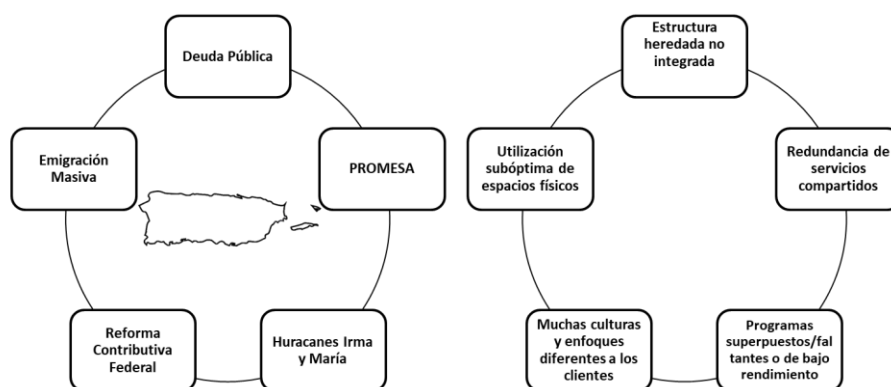 Deuda Pública
Emigración
Masiva
PROMESA
Reforma
Contributiva
Federal
Huracanes Irma
y María
Estructura
heredada no
integrada
Utilización
subóptima de
espacios físicos
Redundancia de
servicios
compartidos
Muchas culturas
y enfoques
diferentes a los
clientes
Programas
superpuestos/fal
tantes o de bajo
rendimiento